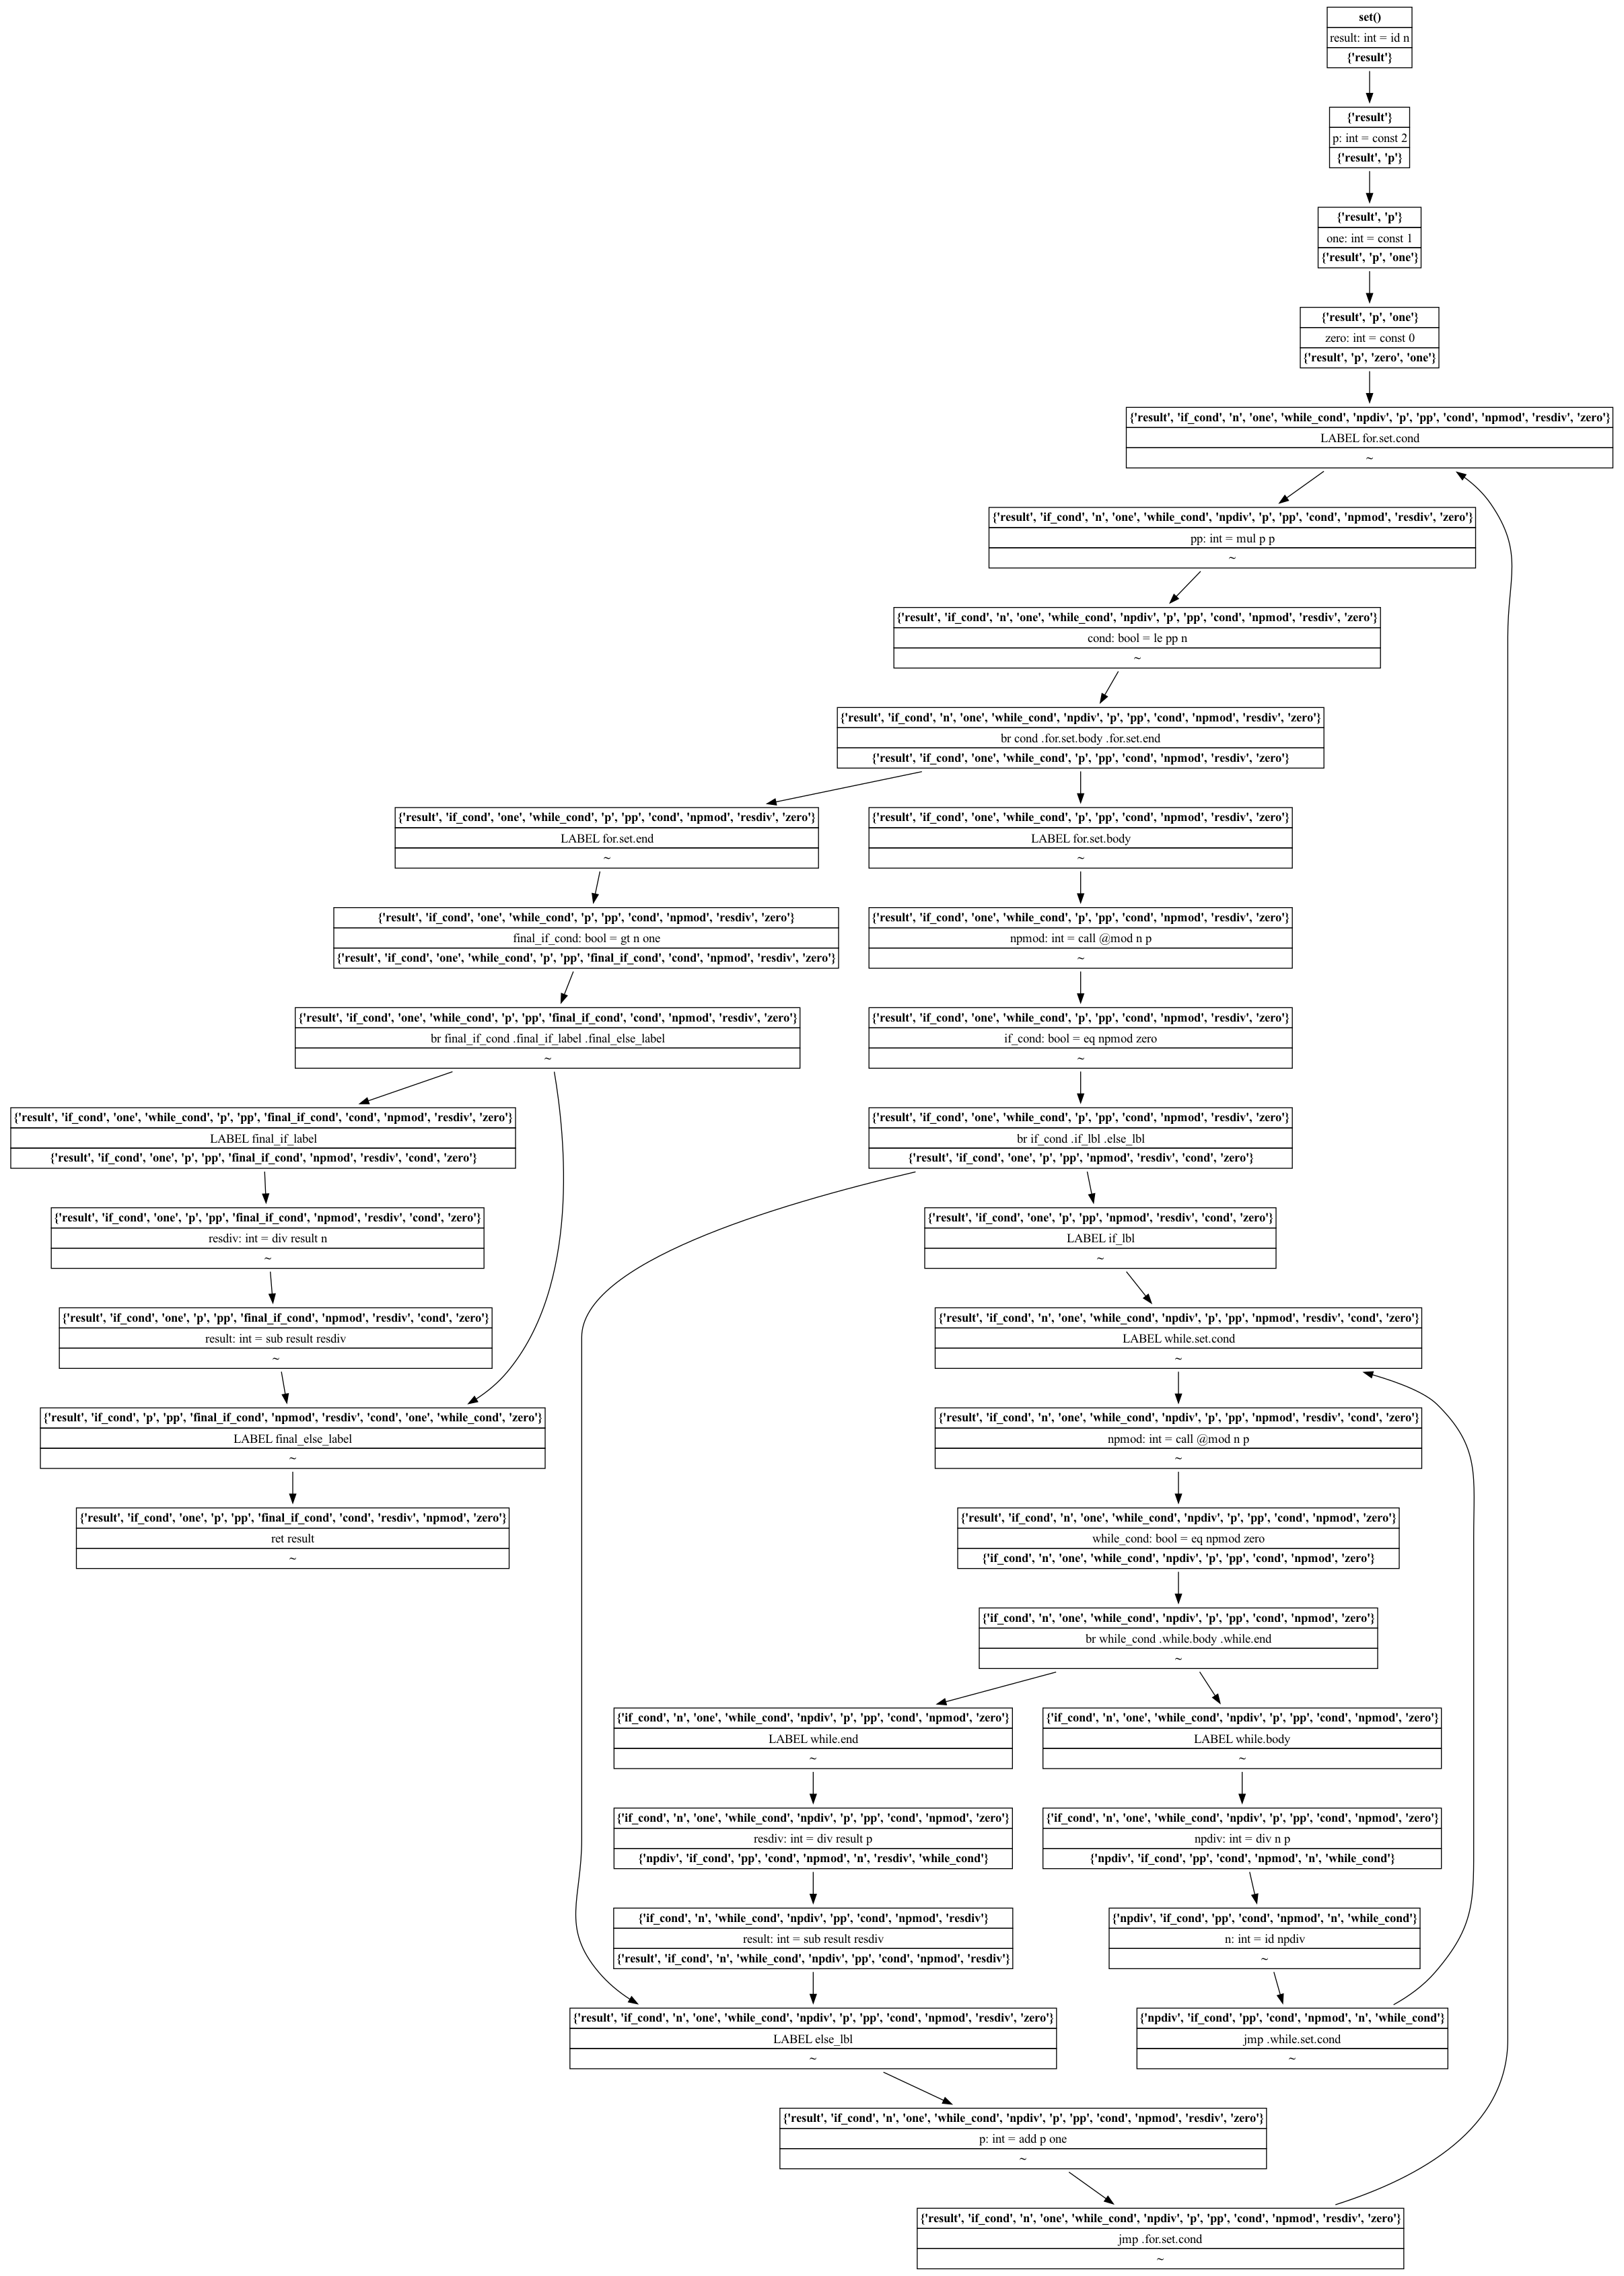 set()
result: int = id n
{'result'}
{'result'}
p: int = const 2
{'result', 'p'}
{'result', 'p'}
one: int = const 1
{'result', 'p', 'one'}
{'result', 'p', 'one'}
zero: int = const 0
{'result', 'p', 'zero', 'one'}
{'result', 'if_cond', 'n', 'one', 'while_cond', 'npdiv', 'p', 'pp', 'cond', 'npmod', 'resdiv', 'zero'}
LABEL for.set.cond
~
{'result', 'if_cond', 'n', 'one', 'while_cond', 'npdiv', 'p', 'pp', 'cond', 'npmod', 'resdiv', 'zero'}
pp: int = mul p p
~
{'result', 'if_cond', 'n', 'one', 'while_cond', 'npdiv', 'p', 'pp', 'cond', 'npmod', 'resdiv', 'zero'}
cond: bool = le pp n
~
{'result', 'if_cond', 'n', 'one', 'while_cond', 'npdiv', 'p', 'pp', 'cond', 'npmod', 'resdiv', 'zero'}
br cond .for.set.body .for.set.end
{'result', 'if_cond', 'one', 'while_cond', 'p', 'pp', 'cond', 'npmod', 'resdiv', 'zero'}
{'result', 'if_cond', 'one', 'while_cond', 'p', 'pp', 'cond', 'npmod', 'resdiv', 'zero'}
LABEL for.set.end
~
{'result', 'if_cond', 'one', 'while_cond', 'p', 'pp', 'cond', 'npmod', 'resdiv', 'zero'}
LABEL for.set.body
~
{'result', 'if_cond', 'one', 'while_cond', 'p', 'pp', 'cond', 'npmod', 'resdiv', 'zero'}
final_if_cond: bool = gt n one
{'result', 'if_cond', 'one', 'while_cond', 'p', 'pp', 'final_if_cond', 'cond', 'npmod', 'resdiv', 'zero'}
{'result', 'if_cond', 'one', 'while_cond', 'p', 'pp', 'cond', 'npmod', 'resdiv', 'zero'}
npmod: int = call @mod n p
~
{'result', 'if_cond', 'one', 'while_cond', 'p', 'pp', 'final_if_cond', 'cond', 'npmod', 'resdiv', 'zero'}
br final_if_cond .final_if_label .final_else_label
~
{'result', 'if_cond', 'one', 'while_cond', 'p', 'pp', 'cond', 'npmod', 'resdiv', 'zero'}
if_cond: bool = eq npmod zero
~
{'result', 'if_cond', 'one', 'while_cond', 'p', 'pp', 'final_if_cond', 'cond', 'npmod', 'resdiv', 'zero'}
LABEL final_if_label
{'result', 'if_cond', 'one', 'p', 'pp', 'final_if_cond', 'npmod', 'resdiv', 'cond', 'zero'}
{'result', 'if_cond', 'one', 'while_cond', 'p', 'pp', 'cond', 'npmod', 'resdiv', 'zero'}
br if_cond .if_lbl .else_lbl
{'result', 'if_cond', 'one', 'p', 'pp', 'npmod', 'resdiv', 'cond', 'zero'}
{'result', 'if_cond', 'one', 'p', 'pp', 'final_if_cond', 'npmod', 'resdiv', 'cond', 'zero'}
resdiv: int = div result n
~
{'result', 'if_cond', 'one', 'p', 'pp', 'npmod', 'resdiv', 'cond', 'zero'}
LABEL if_lbl
~
{'result', 'if_cond', 'one', 'p', 'pp', 'final_if_cond', 'npmod', 'resdiv', 'cond', 'zero'}
result: int = sub result resdiv
~
{'result', 'if_cond', 'n', 'one', 'while_cond', 'npdiv', 'p', 'pp', 'npmod', 'resdiv', 'cond', 'zero'}
LABEL while.set.cond
~
{'result', 'if_cond', 'p', 'pp', 'final_if_cond', 'npmod', 'resdiv', 'cond', 'one', 'while_cond', 'zero'}
LABEL final_else_label
~
{'result', 'if_cond', 'n', 'one', 'while_cond', 'npdiv', 'p', 'pp', 'npmod', 'resdiv', 'cond', 'zero'}
npmod: int = call @mod n p
~
{'result', 'if_cond', 'one', 'p', 'pp', 'final_if_cond', 'cond', 'resdiv', 'npmod', 'zero'}
ret result
~
{'result', 'if_cond', 'n', 'one', 'while_cond', 'npdiv', 'p', 'pp', 'cond', 'npmod', 'zero'}
while_cond: bool = eq npmod zero
{'if_cond', 'n', 'one', 'while_cond', 'npdiv', 'p', 'pp', 'cond', 'npmod', 'zero'}
{'if_cond', 'n', 'one', 'while_cond', 'npdiv', 'p', 'pp', 'cond', 'npmod', 'zero'}
br while_cond .while.body .while.end
~
{'if_cond', 'n', 'one', 'while_cond', 'npdiv', 'p', 'pp', 'cond', 'npmod', 'zero'}
LABEL while.end
~
{'if_cond', 'n', 'one', 'while_cond', 'npdiv', 'p', 'pp', 'cond', 'npmod', 'zero'}
LABEL while.body
~
{'if_cond', 'n', 'one', 'while_cond', 'npdiv', 'p', 'pp', 'cond', 'npmod', 'zero'}
resdiv: int = div result p
{'npdiv', 'if_cond', 'pp', 'cond', 'npmod', 'n', 'resdiv', 'while_cond'}
{'if_cond', 'n', 'one', 'while_cond', 'npdiv', 'p', 'pp', 'cond', 'npmod', 'zero'}
npdiv: int = div n p
{'npdiv', 'if_cond', 'pp', 'cond', 'npmod', 'n', 'while_cond'}
{'if_cond', 'n', 'while_cond', 'npdiv', 'pp', 'cond', 'npmod', 'resdiv'}
result: int = sub result resdiv
{'result', 'if_cond', 'n', 'while_cond', 'npdiv', 'pp', 'cond', 'npmod', 'resdiv'}
{'npdiv', 'if_cond', 'pp', 'cond', 'npmod', 'n', 'while_cond'}
n: int = id npdiv
~
{'result', 'if_cond', 'n', 'one', 'while_cond', 'npdiv', 'p', 'pp', 'cond', 'npmod', 'resdiv', 'zero'}
LABEL else_lbl
~
{'npdiv', 'if_cond', 'pp', 'cond', 'npmod', 'n', 'while_cond'}
jmp .while.set.cond
~
{'result', 'if_cond', 'n', 'one', 'while_cond', 'npdiv', 'p', 'pp', 'cond', 'npmod', 'resdiv', 'zero'}
p: int = add p one
~
{'result', 'if_cond', 'n', 'one', 'while_cond', 'npdiv', 'p', 'pp', 'cond', 'npmod', 'resdiv', 'zero'}
jmp .for.set.cond
~